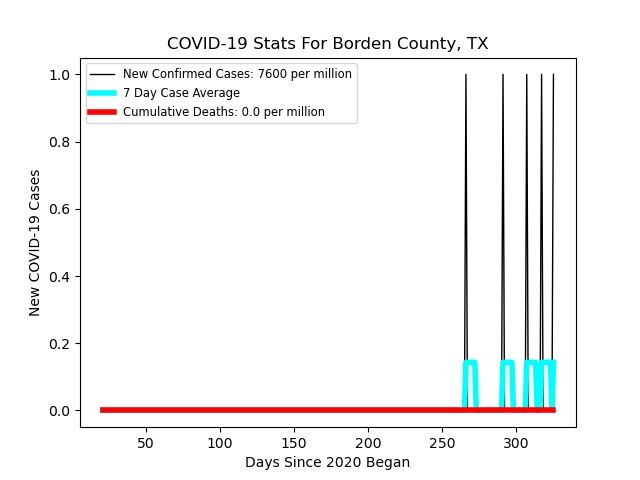 COVID-19 Stats For Borden County, TX
New Confirmed Cases: 7600 per million
7 Day Case Average
Cumulative Deaths: 0.0 per million
New COVID-19 Cases
1.0
0.8
0.6
0.4
0.2
0.0
50 100 150 200 250 300
Days Since 2020 Began